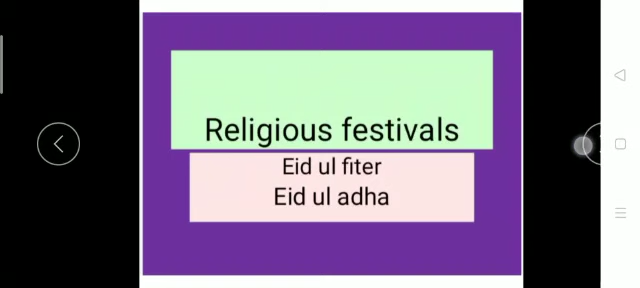 Religious festivals
Eid ul fiter
Eid ul adha